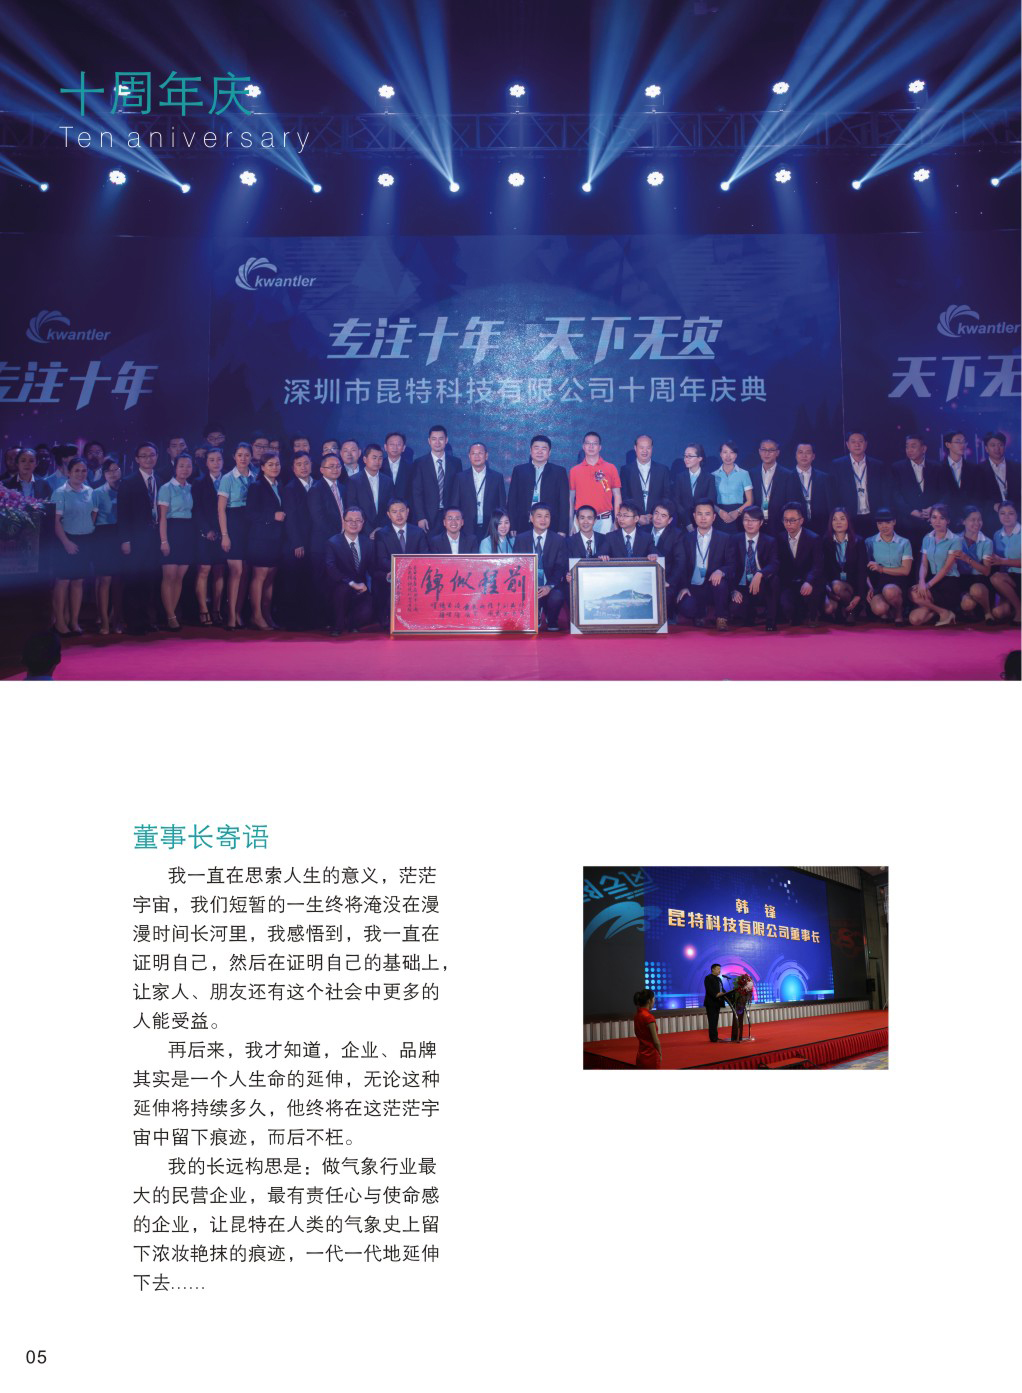 十周年庆
Ten aniversary
kwantler
kwantler
kwantler
专注十年 天下无灾
专注十年
天下无
深圳市昆特科技有限公司十周年庆典
前程似锦
董事长寄语
我一直在思索人生的意义，茫茫
宇宙，我们短暂的一生终将淹没在漫
漫时间长河里，我感悟到，我一直在
证明自己，然后在证明自己的基础上，
让家人、朋友还有这个社会中更多的
人能受益。
再后来，我才知道，企业、品牌
其实是一个人生命的延伸，无论这种
延伸将持续多久，他终将在这茫茫宇
宙中留下痕迹，而后不枉。
我的长远构思是：做气象行业最
大的民营企业，最有责任心与使命感
的企业，让昆特在人类的气象史上留
下浓妆艳抹的痕迹，一代一代地延伸
下去……
韩 锋
昆特科技有限公司董事长
05